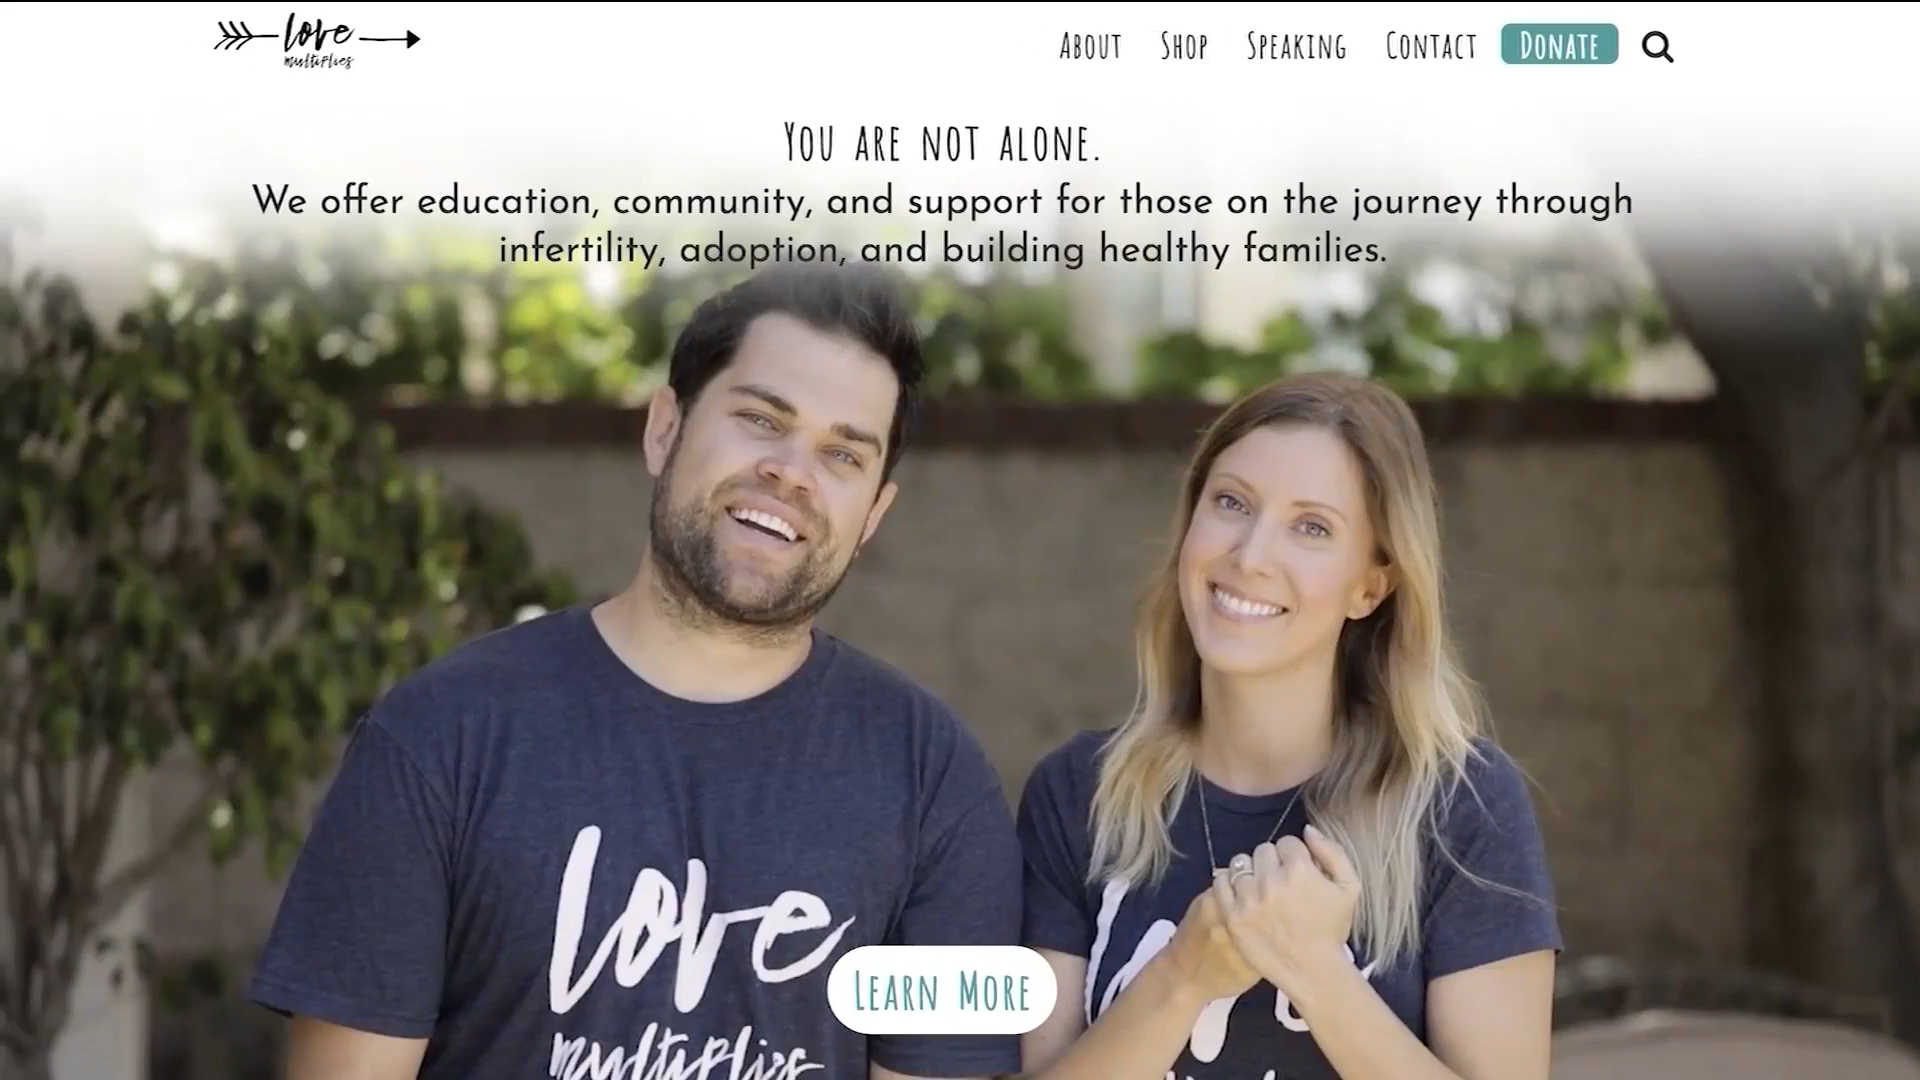 love
multiplies
About Shop Speaking Contact Donate
You are not alone.
We offer education, community, and support for those on the journey through
infertility, adoption, and building healthy families.
love
multiplies
Learn More